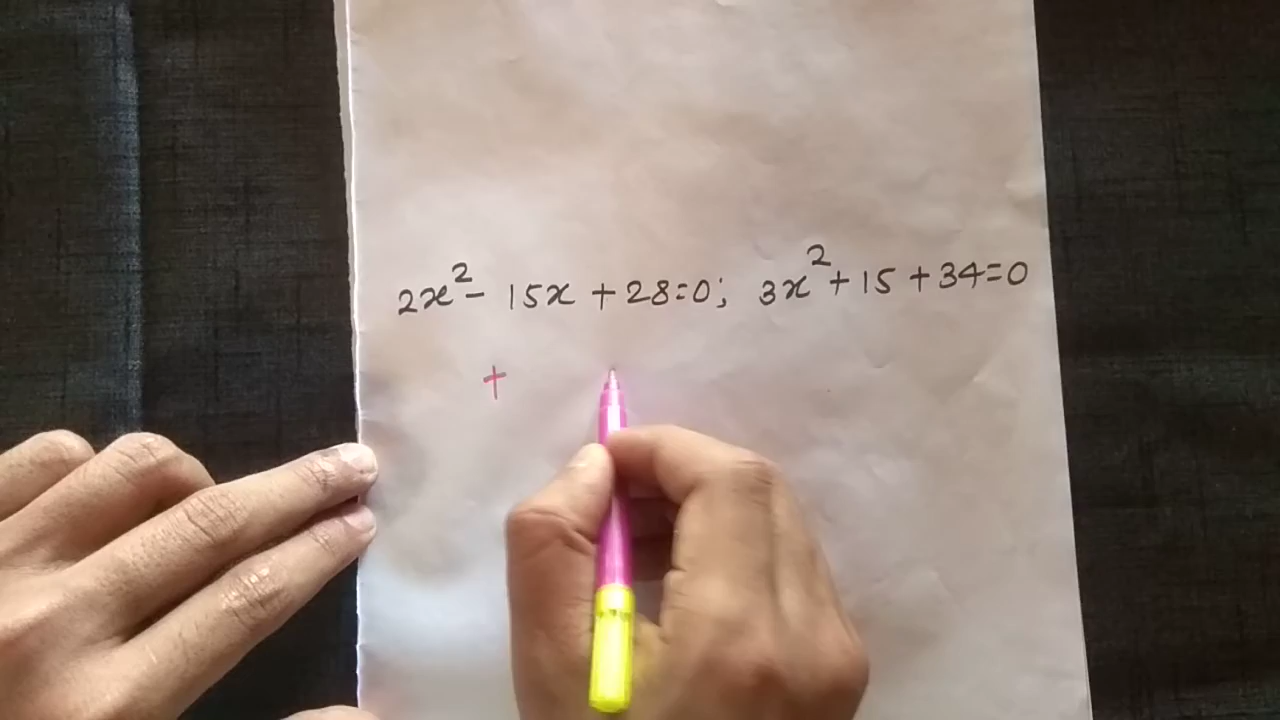 2x² - 15x + 28 = 0; 3x² + 15 + 34 = 0
+